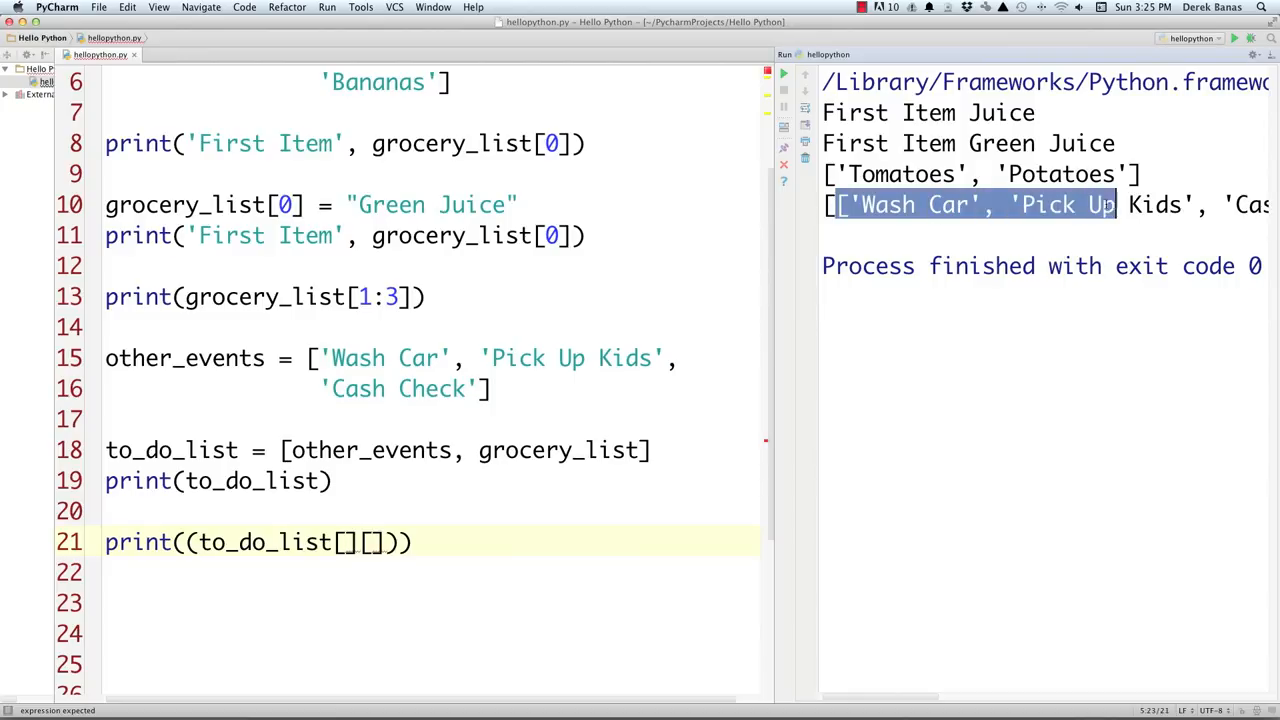 PyCharm File Edit View Navigate Code Refactor Run Tools VCS Window Help
10
Sun 3:25 PM Derek Banas
hellopython.py – Hello Python – [~/PycharmProjects/Hello Python]
Hello Python hellopython.py
hellopython
hellopython.py
Run hellopython
Hello P
hell
Externa
6 'Bananas']
7
8 print('First Item', grocery_list[0])
9
10 grocery_list[0] = "Green Juice"
11 print('First Item', grocery_list[0])
12
13 print(grocery_list[1:3])
14
15 other_events = ['Wash Car', 'Pick Up Kids',
16 'Cash Check']
17
18 to_do_list = [other_events, grocery_list]
19 print(to_do_list)
20
21 print((to_do_list[][]))
22
23
24
25
26
/Library/Frameworks/Python.framewo
First Item Juice
First Item Green Juice
['Tomatoes', 'Potatoes']
[['Wash Car', 'Pick Up Kids', 'Cas
Process finished with exit code 0
expression expected
5:23/21 LF UTF-8